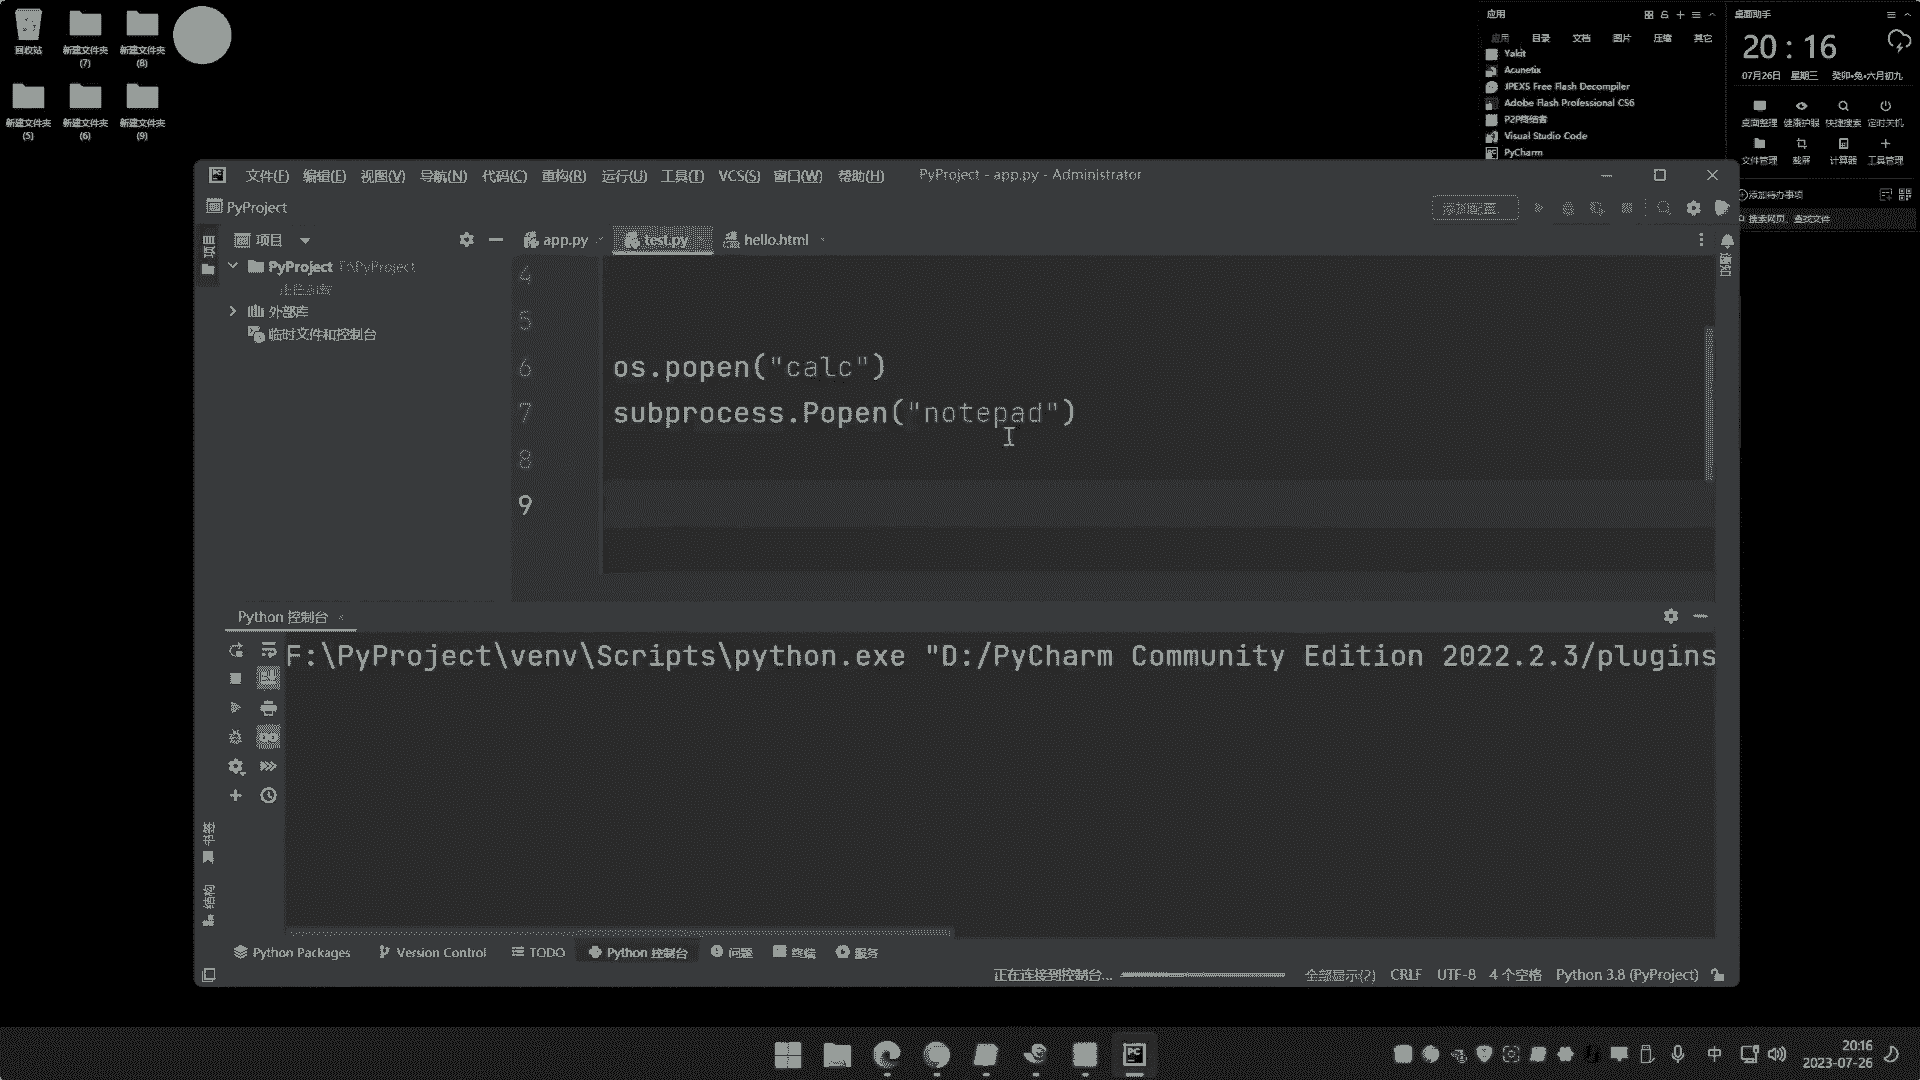 回收站
新建文件夹
(7)
新建文件夹
(8)
新建文件夹
(5)
新建文件夹
(6)
新建文件夹
(9)
应用
应用 目录 文档 图片 压缩 其它
Yakit
Acunetix
JPEXS Free Flash Decompiler
Adobe Flash Professional CS6
P2P终结者
Visual Studio Code
PyCharm
桌面助手
20 : 16
07月26日 星期三 癸卯•兔•六月初九
桌面整理 健康护眼 快捷搜索 定时关机
文件管理 截屏 计算器 工具管理
添加待办事项
搜索网页、查找文件
文件(F) 编辑(E) 视图(V) 导航(N) 代码(C) 重构(R) 运行(U) 工具(T) VCS(S) 窗口(W) 帮助(H) PyProject - app.py - Administrator
PyProject
添加配置...
项目
项目
app.py test.py hello.html
通知
PyProject F:\PyProject
外部库
临时文件和控制台
4
5
6 os.popen("calc")
7 subprocess.Popen("notepad")
8
9
Python 控制台
F:\PyProject\venv\Scripts\python.exe "D:/PyCharm Community Edition 2022.2.3/plugins
书签
结构
Python Packages Version Control TODO Python 控制台 问题 终端 服务
正在连接到控制台... 全部显示(2) CRLF UTF-8 4 个空格 Python 3.8 (PyProject)
中
20:16
2023-07-26